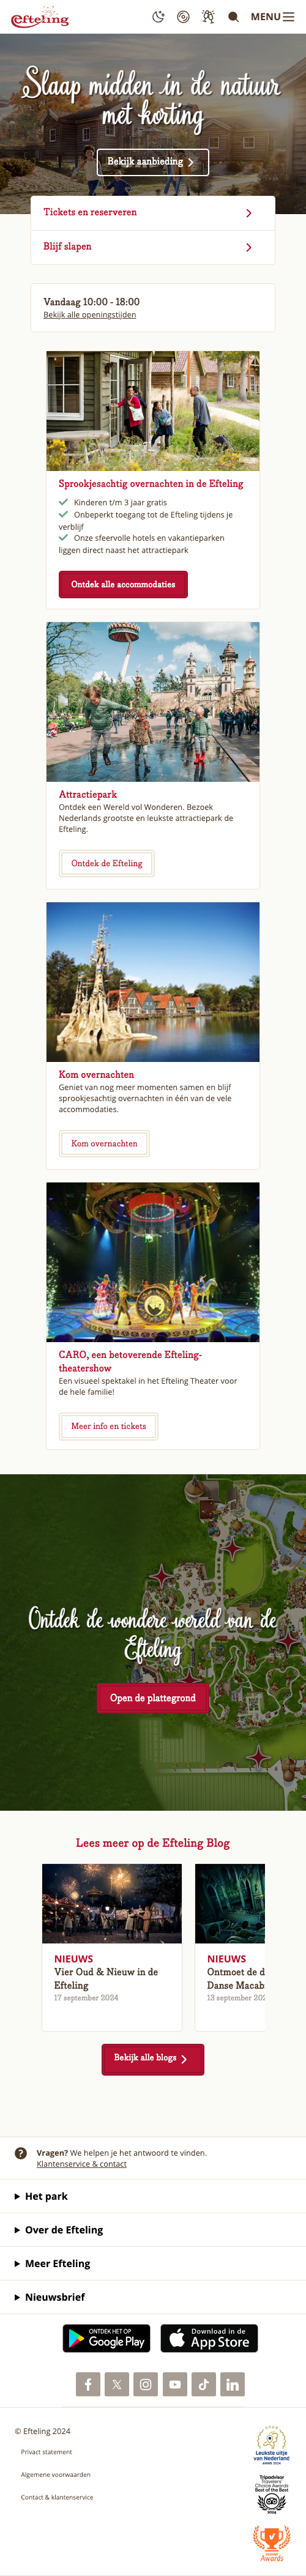 Efteling
MENU
Slaap midden in de natuur
met korting
Bekijk aanbieding
Tickets en reserveren
Blijf slapen
Vandaag 10:00 - 18:00
Bekijk alle openingstijden
Sprookjesachtig overnachten in de Efteling
Kinderen t/m 3 jaar gratis
Onbeperkt toegang tot de Efteling tijdens je
verblijf
Onze sfeervolle hotels en vakantieparken
liggen direct naast het attractiepark
Ontdek alle accommodaties
Attractiepark
Ontdek een Wereld vol Wonderen. Bezoek
Nederlands grootste en leukste attractiepark de
Efteling.
Ontdek de Efteling
Kom overnachten
Geniet van nog meer momenten samen en blijf
sprookjesachtig overnachten in één van de vele
accommodaties.
Kom overnachten
CARO, een betoverende Efteling-
theatershow
Een visueel spektakel in het Efteling Theater voor
de hele familie!
Meer info en tickets
Ontdek de wondere wereld van de
Efteling
Open de plattegrond
Lees meer op de Efteling Blog
NIEUWS
Vier Oud & Nieuw in de
Efteling
17 september 2024
NIEUWS
Ontmoet de d
Danse Macab
13 september 202
Bekijk alle blogs
Vragen? We helpen je het antwoord te vinden.
Klantenservice & contact
Het park
Over de Efteling
Meer Efteling
Nieuwsbrief
ONTDEK HET OP
Google Play
Download in de
App Store
© Efteling 2024
Privacy statement
Algemene voorwaarden
Contact & klantenservice
Leukste uitje
van Nederland
Tripadvisor
Travelers' Choice
Awards Best of the Best
2024
Awards